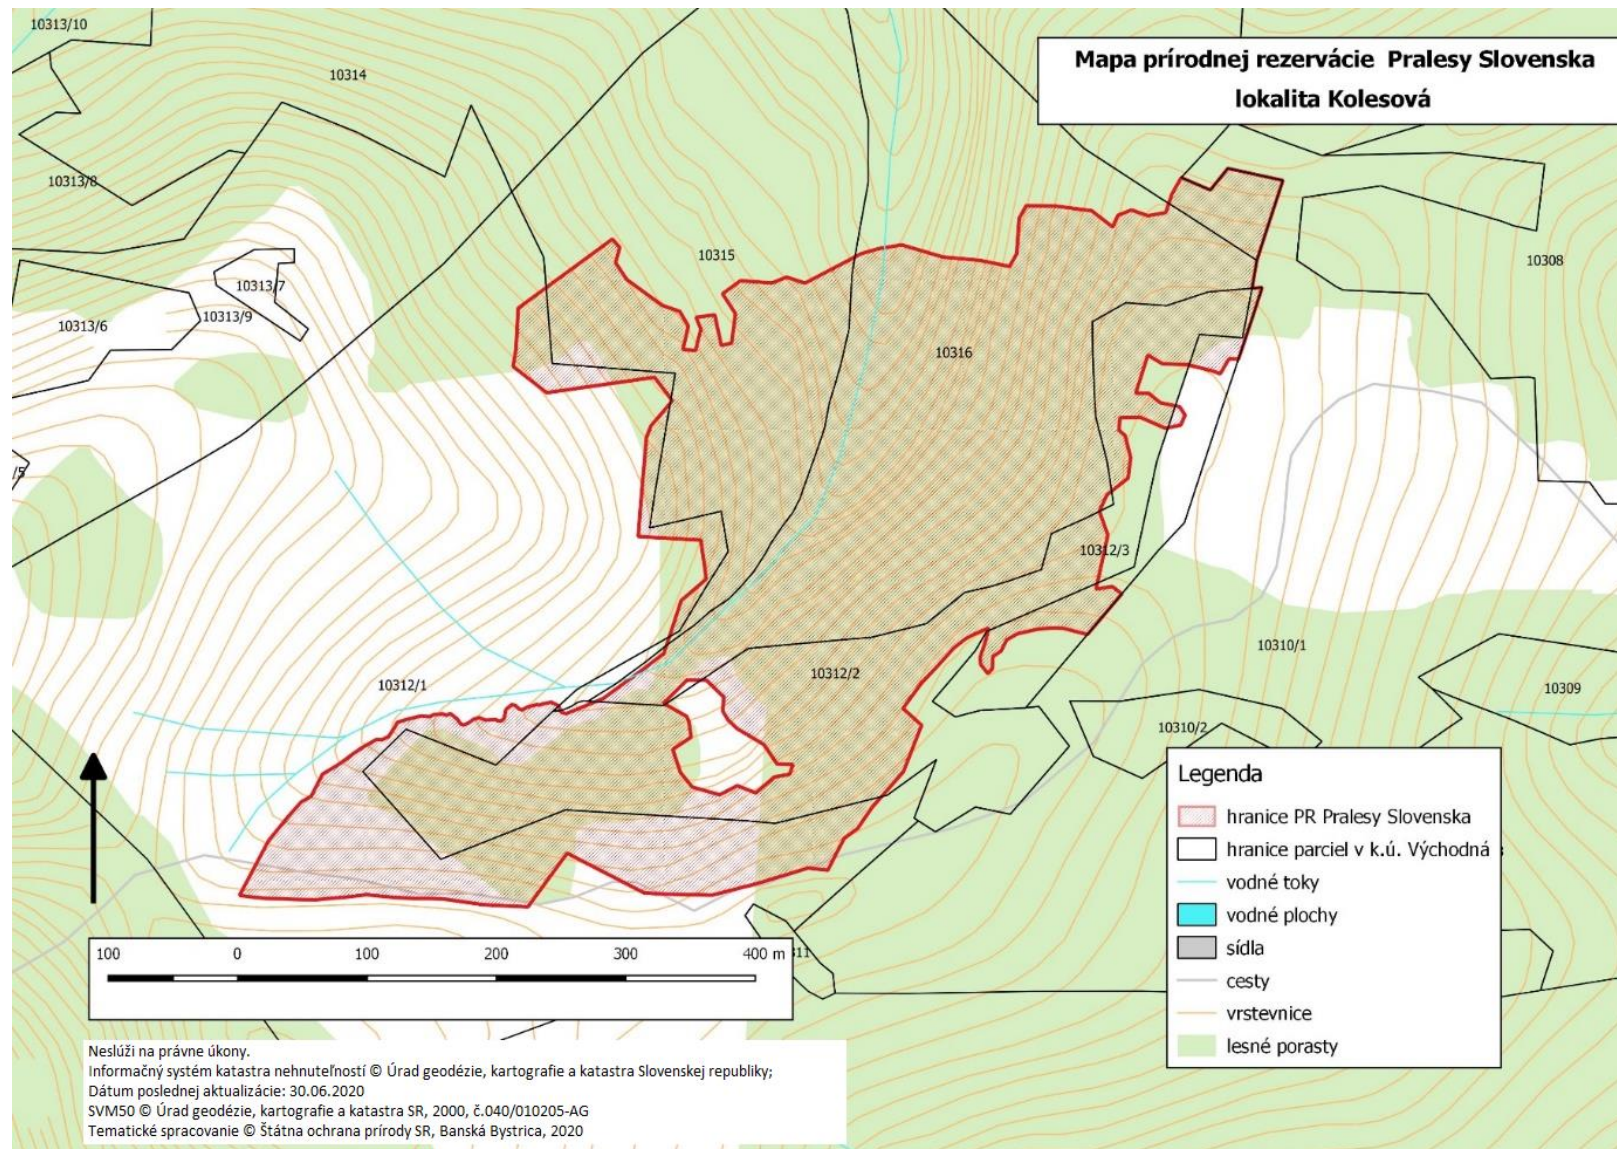 10313/10
10314
Mapa prírodnej rezervácie Pralesy Slovenska
lokalita Kolesová
10313/8
10315
10308
10313/7
10313/9
10313/6
10316
/5
10312/3
10310/1
10312/2
10312/1
10309
10310/2
Legenda
hranice PR Pralesy Slovenska
hranice parciel v k.ú. Východná
vodné toky
vodné plochy
sídla
cesty
vrstevnice
lesné porasty
100 0 100 200 300 400 m
11
Neslúži na právne úkony.
Informačný systém katastra nehnuteľností © Úrad geodézie, kartografie a katastra Slovenskej republiky;
Dátum poslednej aktualizácie: 30.06.2020
SVM50 © Úrad geodézie, kartografie a katastra SR, 2000, č.040/010205-AG
Tematické spracovanie © Štátna ochrana prírody SR, Banská Bystrica, 2020